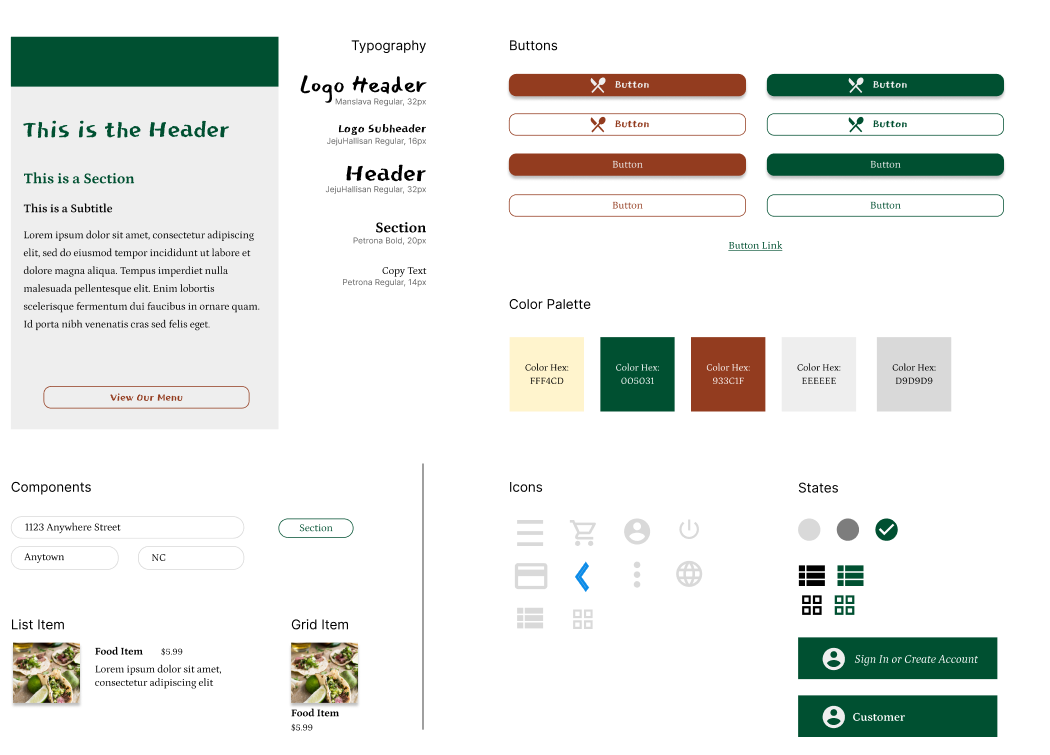 This is the Header
This is a Section
This is a Subtitle
Lorem ipsum dolor sit amet, consectetur adipiscing
elit, sed do eiusmod tempor incididunt ut labore et
dolore magna aliqua. Tempus imperdiet nulla
malesuada pellentesque elit. Enim lobortis
scelerisque fermentum dui faucibus in ornare quam.
Id porta nibh venenatis cras sed felis eget.
View Our Menu
Typography
Logo Header
Mansiava Regular, 32px
Logo Subheader
JejuHallisan Regular, 16px
Header
JejuHallisan Regular, 32px
Section
Petrona Bold, 20px
Copy Text
Petrona Regular, 14px
Buttons
Button
Button
Button
Button
Button
Button
Button
Button
Button Link
Color Palette
Color Hex:
FFF4CD
Color Hex:
005031
Color Hex:
933C1F
Color Hex:
EEEEEE
Color Hex:
D9D9D9
Components
1123 Anywhere Street
Anytown
NC
Section
List Item
Food Item $5.99
Lorem ipsum dolor sit amet,
consectetur adipiscing elit
Grid Item
Food Item
$5.99
Icons
States
Sign In or Create Account
Customer